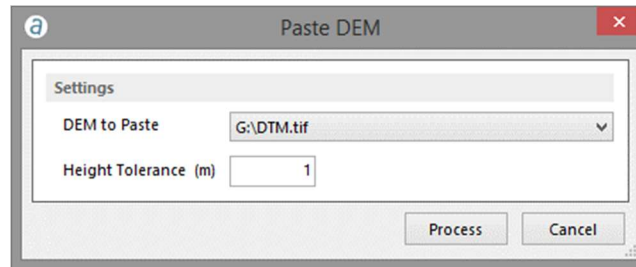 a Paste DEM
Settings
DEM to Paste G:\DTM.tif
Height Tolerance (m) 1
Process Cancel